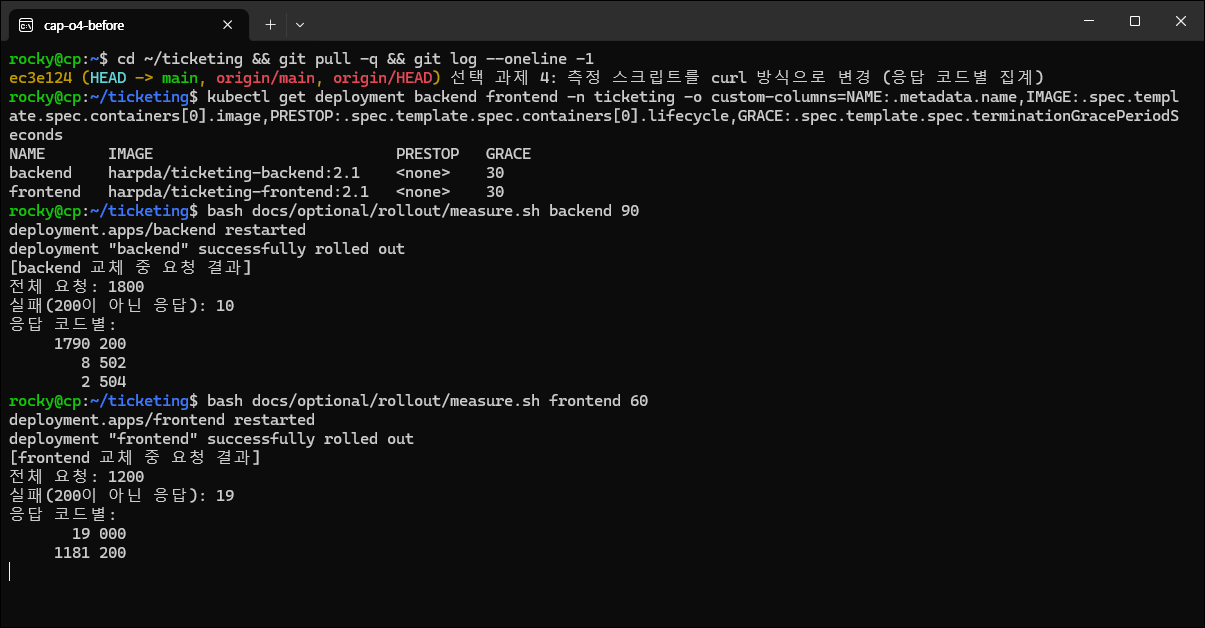 cap-o4-before
rocky@cp:~$ cd ~/ticketing && git pull -q && git log --oneline -1
ec3e124 (HEAD -> main, origin/main, origin/HEAD) 선택 과제 4: 측정 스크립트를 curl 방식으로 변경 (응답 코드별 집계)
rocky@cp:~/ticketing$ kubectl get deployment backend frontend -n ticketing -o custom-columns=NAME:.metadata.name,IMAGE:.spec.templ
ate.spec.containers[0].image,PRESTOP:.spec.template.spec.containers[0].lifecycle,GRACE:.spec.template.spec.terminationGracePeriodS
econds
NAME       IMAGE                           PRESTOP   GRACE
backend    harpda/ticketing-backend:2.1    <none>    30
frontend   harpda/ticketing-frontend:2.1   <none>    30
rocky@cp:~/ticketing$ bash docs/optional/rollout/measure.sh backend 90
deployment.apps/backend restarted
deployment "backend" successfully rolled out
[backend 교체 중 요청 결과]
전체 요청: 1800
실패(200이 아닌 응답): 10
응답 코드별:
     1790 200
        8 502
        2 504
rocky@cp:~/ticketing$ bash docs/optional/rollout/measure.sh frontend 60
deployment.apps/frontend restarted
deployment "frontend" successfully rolled out
[frontend 교체 중 요청 결과]
전체 요청: 1200
실패(200이 아닌 응답): 19
응답 코드별:
       19 000
     1181 200